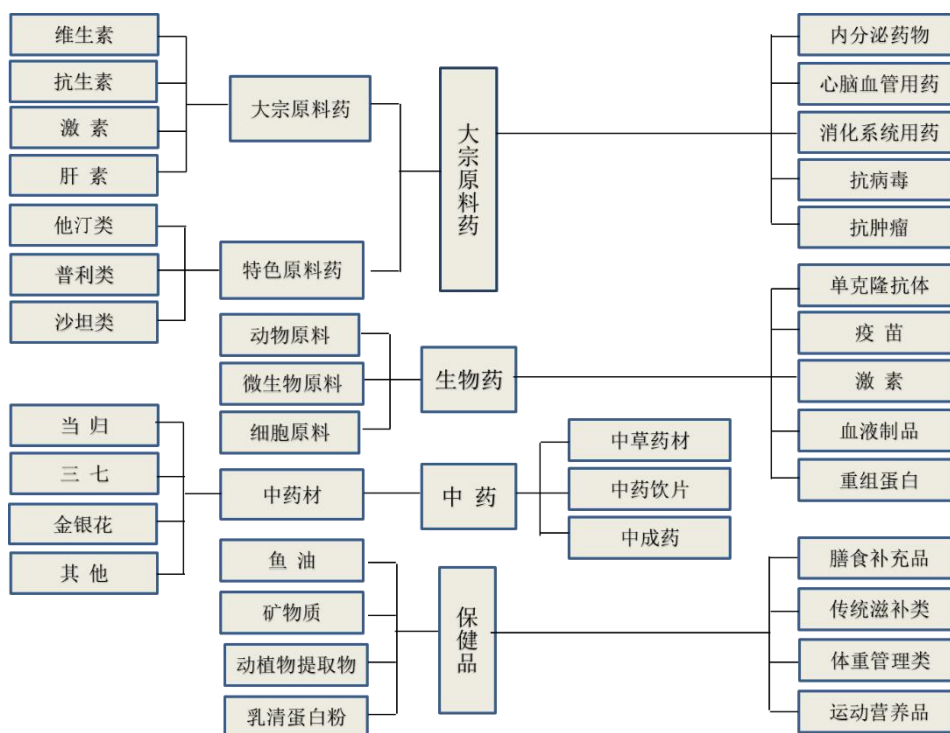 维生素
抗生素
激 素
肝 素
大宗原料药
他汀类
普利类
沙坦类
特色原料药
大宗原料药
内分泌药物
心脑血管用药
消化系统用药
抗病毒
抗肿瘤
动物原料
微生物原料
细胞原料
生物药
单克隆抗体
疫 苗
激 素
血液制品
重组蛋白
当 归
三 七
金银花
其 他
中药材
中 药
中草药材
中药饮片
中成药
鱼 油
矿物质
动植物提取物
乳清蛋白粉
保健品
膳食补充品
传统滋补类
体重管理类
运动营养品